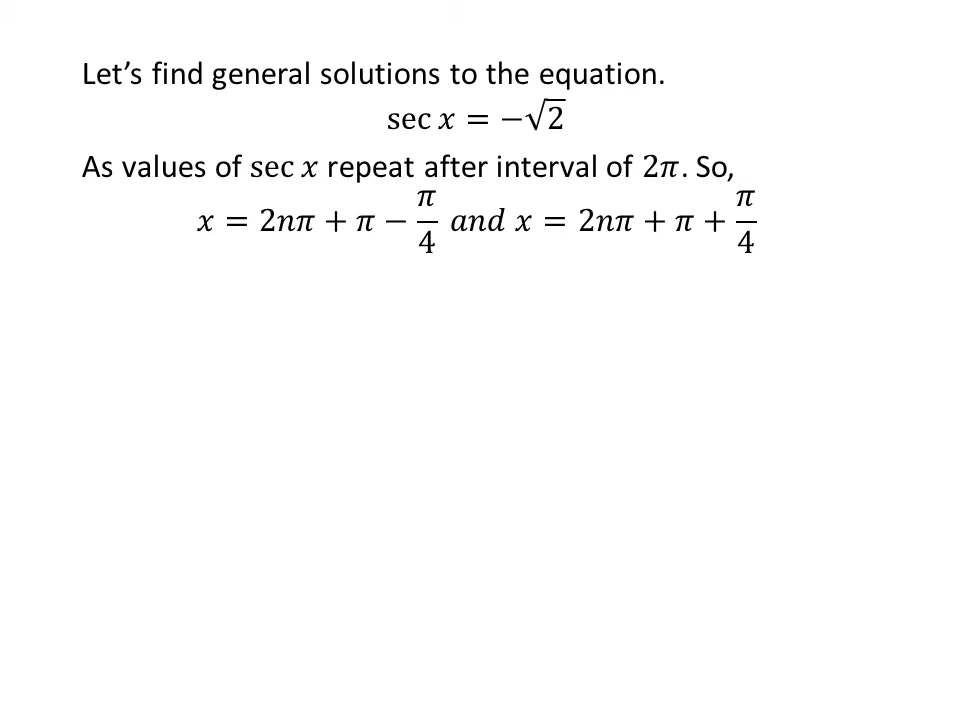 Let’s find general solutions to the equation.
sec 𝑥 = −√2
As values of sec 𝑥 repeat after interval of 2𝜋. So,
𝑥 = 2𝑛𝜋 + 𝜋 − 𝜋/4 𝑎𝑛𝑑 𝑥 = 2𝑛𝜋 + 𝜋 + 𝜋/4